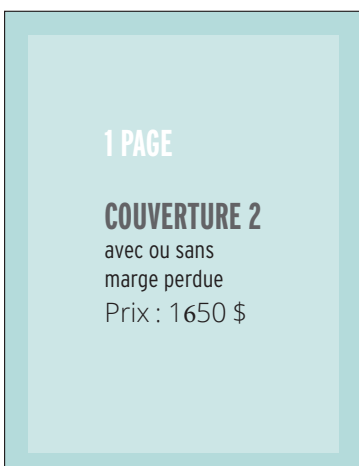 1 PAGE
COUVERTURE 2
avec ou sans
marge perdue
Prix : 1650 $